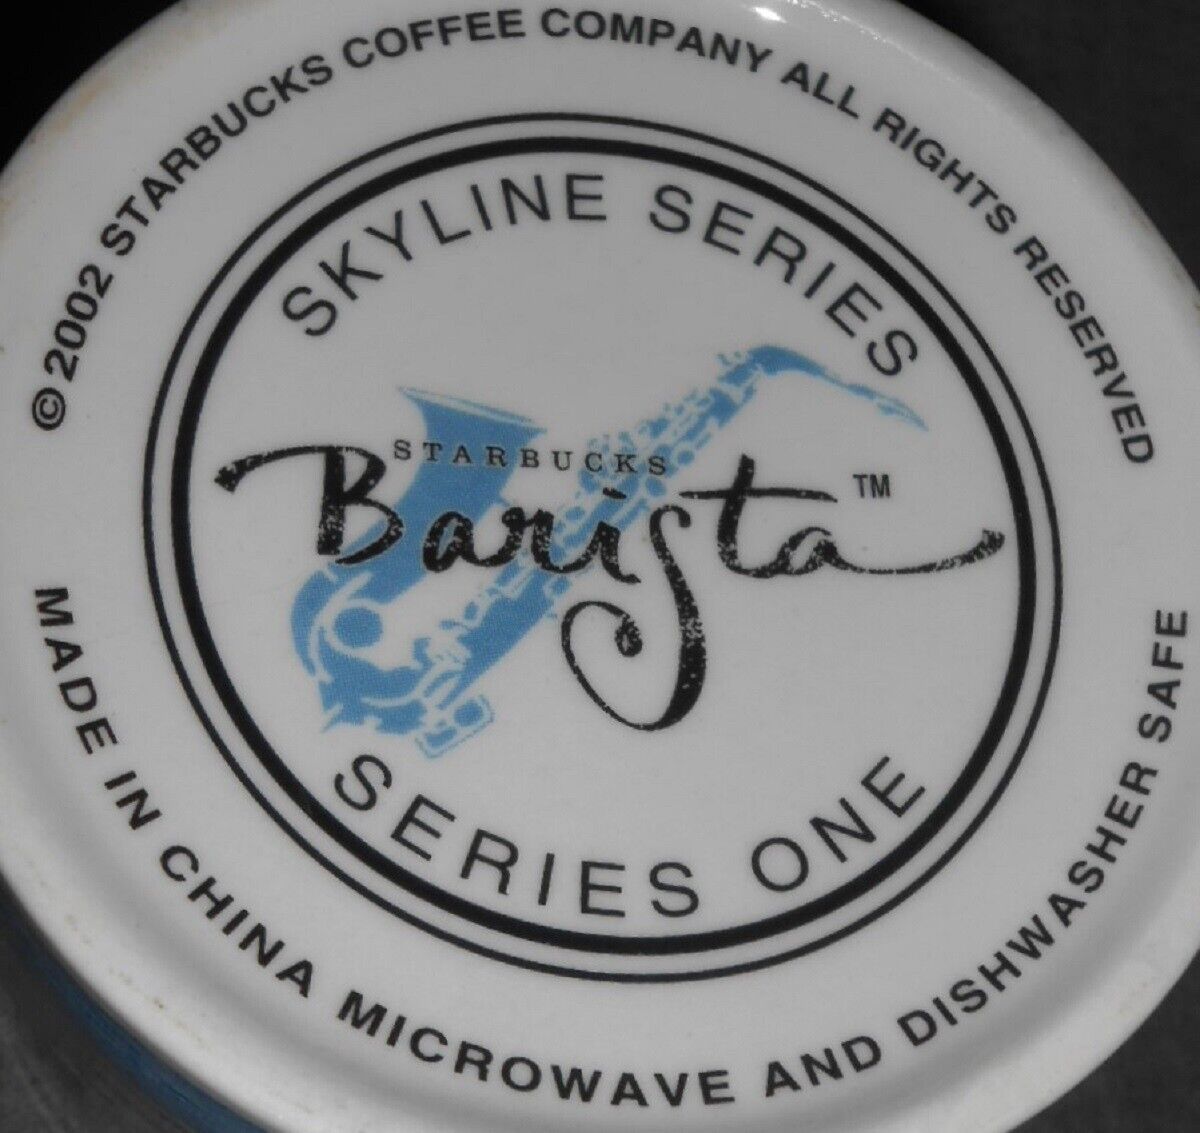 ©2002 STARBUCKS COFFEE COMPANY ALL RIGHTS RESERVED
SKYLINE SERIES
STARBUCKS
Barista™
SERIES ONE
MADE IN CHINA MICROWAVE AND DISHWASHER SAFE